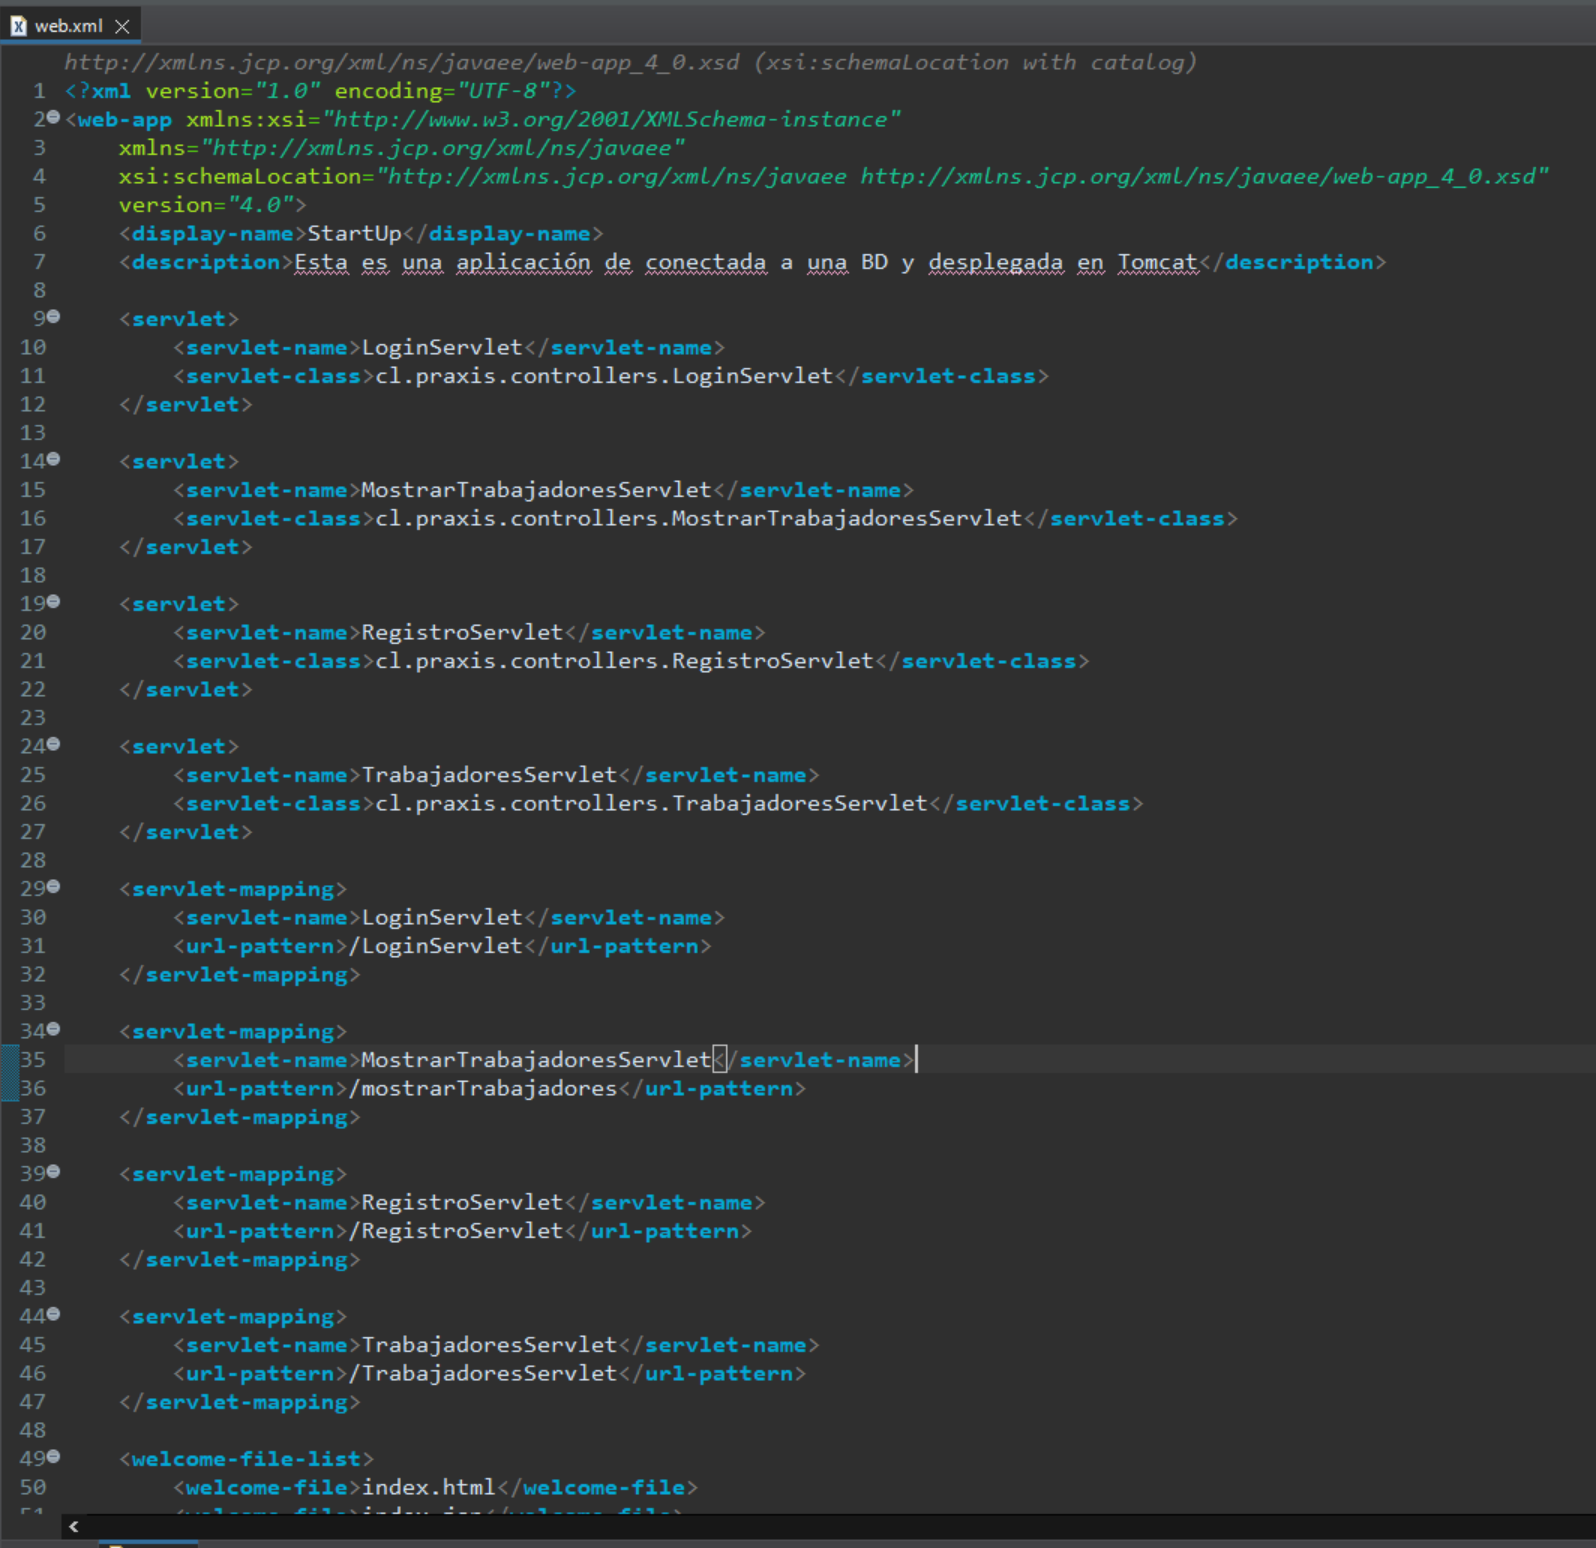 web.xml
http://xmlns.jcp.org/xml/ns/javaee/web-app_4_0.xsd (xsi:schemaLocation with catalog)
1 <?xml version="1.0" encoding="UTF-8"?>
2 <web-app xmlns:xsi="http://www.w3.org/2001/XMLSchema-instance"
3     xmlns="http://xmlns.jcp.org/xml/ns/javaee"
4     xsi:schemaLocation="http://xmlns.jcp.org/xml/ns/javaee http://xmlns.jcp.org/xml/ns/javaee/web-app_4_0.xsd"
5     version="4.0">
6     <display-name>StartUp</display-name>
7     <description>Esta es una aplicación de conectada a una BD y desplegada en Tomcat</description>
8
9     <servlet>
10         <servlet-name>LoginServlet</servlet-name>
11         <servlet-class>cl.praxis.controllers.LoginServlet</servlet-class>
12     </servlet>
13
14     <servlet>
15         <servlet-name>MostrarTrabajadoresServlet</servlet-name>
16         <servlet-class>cl.praxis.controllers.MostrarTrabajadoresServlet</servlet-class>
17     </servlet>
18
19     <servlet>
20         <servlet-name>RegistroServlet</servlet-name>
21         <servlet-class>cl.praxis.controllers.RegistroServlet</servlet-class>
22     </servlet>
23
24     <servlet>
25         <servlet-name>TrabajadoresServlet</servlet-name>
26         <servlet-class>cl.praxis.controllers.TrabajadoresServlet</servlet-class>
27     </servlet>
28
29     <servlet-mapping>
30         <servlet-name>LoginServlet</servlet-name>
31         <url-pattern>/LoginServlet</url-pattern>
32     </servlet-mapping>
33
34     <servlet-mapping>
35         <servlet-name>MostrarTrabajadoresServlet</servlet-name>
36         <url-pattern>/mostrarTrabajadores</url-pattern>
37     </servlet-mapping>
38
39     <servlet-mapping>
40         <servlet-name>RegistroServlet</servlet-name>
41         <url-pattern>/RegistroServlet</url-pattern>
42     </servlet-mapping>
43
44     <servlet-mapping>
45         <servlet-name>TrabajadoresServlet</servlet-name>
46         <url-pattern>/TrabajadoresServlet</url-pattern>
47     </servlet-mapping>
48
49     <welcome-file-list>
50         <welcome-file>index.html</welcome-file>